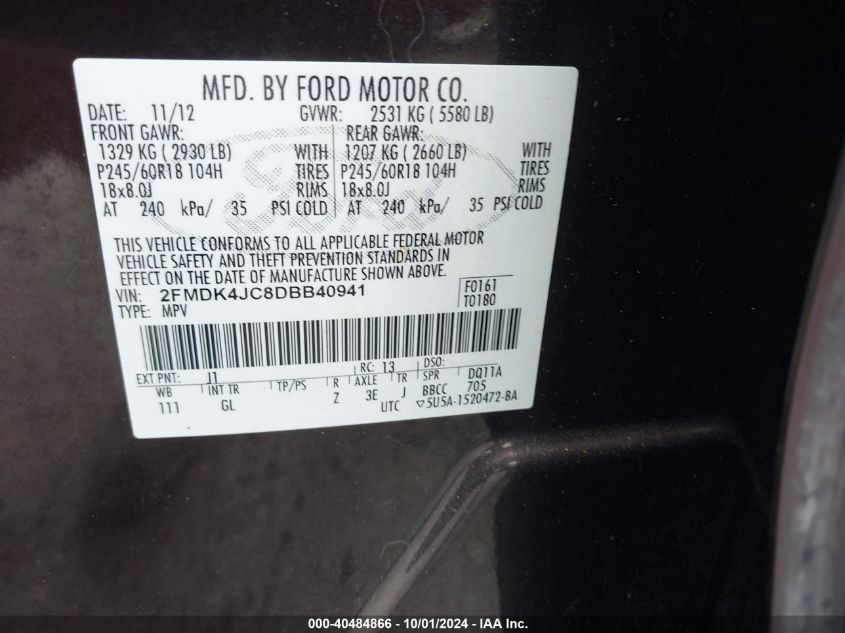 MFD. BY FORD MOTOR CO.
DATE: 11/12 GVWR: 2531 KG ( 5580 LB)
FRONT GAWR: REAR GAWR:
1329 KG ( 2930 LB) WITH 1207 KG ( 2660 LB) WITH
P245/60R18 104H TIRES P245/60R18 104H TIRES
18x8.0J RIMS 18x8.0J RIMS
AT 240 kPa/ 35 PSI COLD AT 240 kPa/ 35 PSI COLD
THIS VEHICLE CONFORMS TO ALL APPLICABLE FEDERAL MOTOR
VEHICLE SAFETY AND THEFT PREVENTION STANDARDS IN
EFFECT ON THE DATE OF MANUFACTURE SHOWN ABOVE.
VIN: 2FMDK4JC8DBB40941 F0161
TYPE: MPV T0180
EXT PNT: J1 RC: 13 DSO:
WB INT TR TP/PS R AXLE TR SPR DQ11A
111 GL Z 3E J BBCC 705
UTC ▽5U5A-1520472-BA
000-40484866 - 10/01/2024 - IAA Inc.